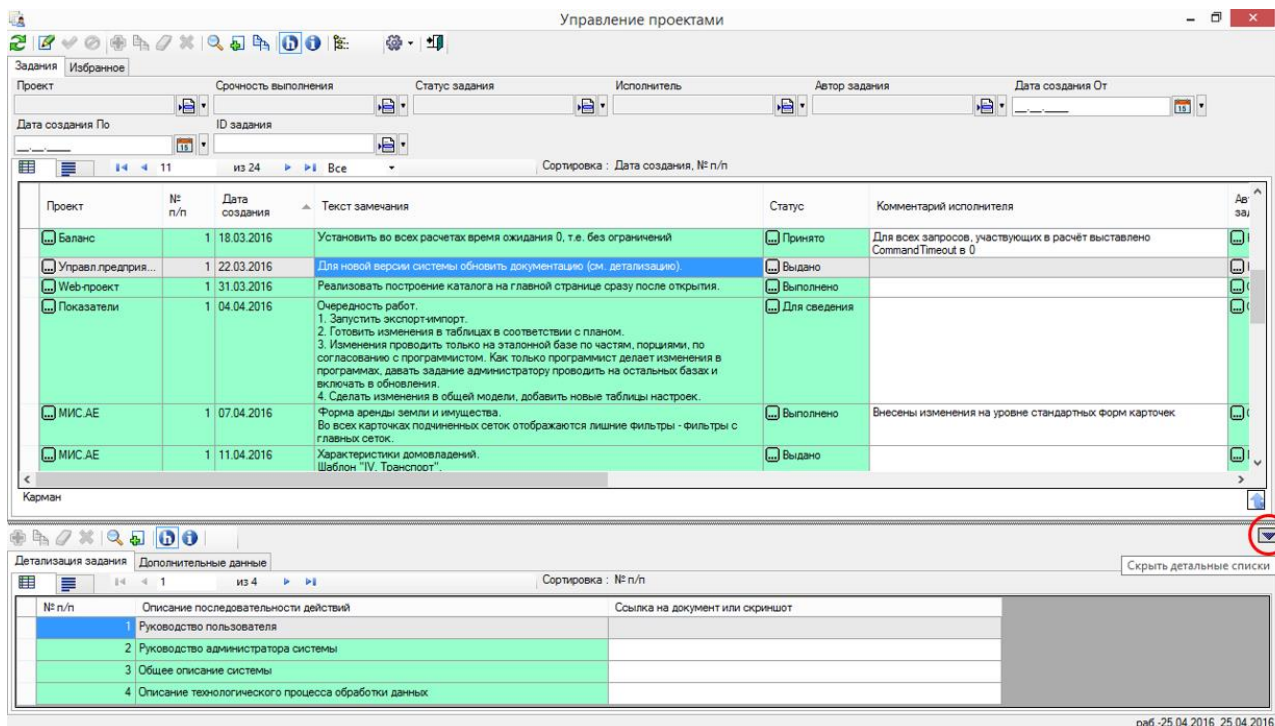 Управление проектами
Задания Избранное
Проект Срочность выполнения Статус задания Исполнитель Автор задания Дата создания От
__.__.____
Дата создания По ID задания
__.__.____
11 из 24 Все Сортировка : Дата создания, № п/п
Проект № п/п Дата создания Текст замечания Статус Комментарий исполнителя
Баланс 1 18.03.2016 Установить во всех расчетах время ожидания 0, т.е. без ограничений Принято Для всех запросов, участвующих в расчёт выставлено
CommandTimeout в 0
Управл.предприя... 1 22.03.2016 Для новой версии системы обновить документацию (см. детализацию). Выдано
Web-проект 1 31.03.2016 Реализовать построение каталога на главной странице сразу после открытия. Выполнено
Показатели 1 04.04.2016 Очередность работ. Для сведения
1. Запустить экспорт-импорт.
2. Готовить изменения в таблицах в соответствии с планом.
3. Изменения проводить только на эталонной базе по частям, порциями, по
согласованию с программистом. Как только программист делает изменения в
программах, давать задание администратору проводить на остальных базах и
включать в обновления.
4. Сделать изменения в общей модели, добавить новые таблицы настроек.
МИС.АЕ 1 07.04.2016 Форма аренды земли и имущества. Выполнено Внесены изменения на уровне стандартных форм карточек
Во всех карточках подчиненных сеток отображаются лишние фильтры - фильтры с
главных сеток.
МИС.АЕ 1 11.04.2016 Характеристики домовладений. Выдано
Шаблон "IV. Транспорт".
Карман
Детализация задания Дополнительные данные
Скрыть детальные списки
1 из 4 Сортировка : № п/п
№ п/п Описание последовательности действий Ссылка на документ или скриншот
1 Руководство пользователя
2 Руководство администратора системы
3 Общее описание системы
4 Описание технологического процесса обработки данных
раб.-25.04.2016 25.04.2016